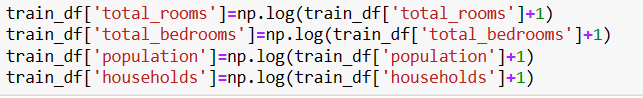 train_df['total_rooms']=np.log(train_df['total_rooms']+1)
train_df['total_bedrooms']=np.log(train_df['total_bedrooms']+1)
train_df['population']=np.log(train_df['population']+1)
train_df['households']=np.log(train_df['households']+1)